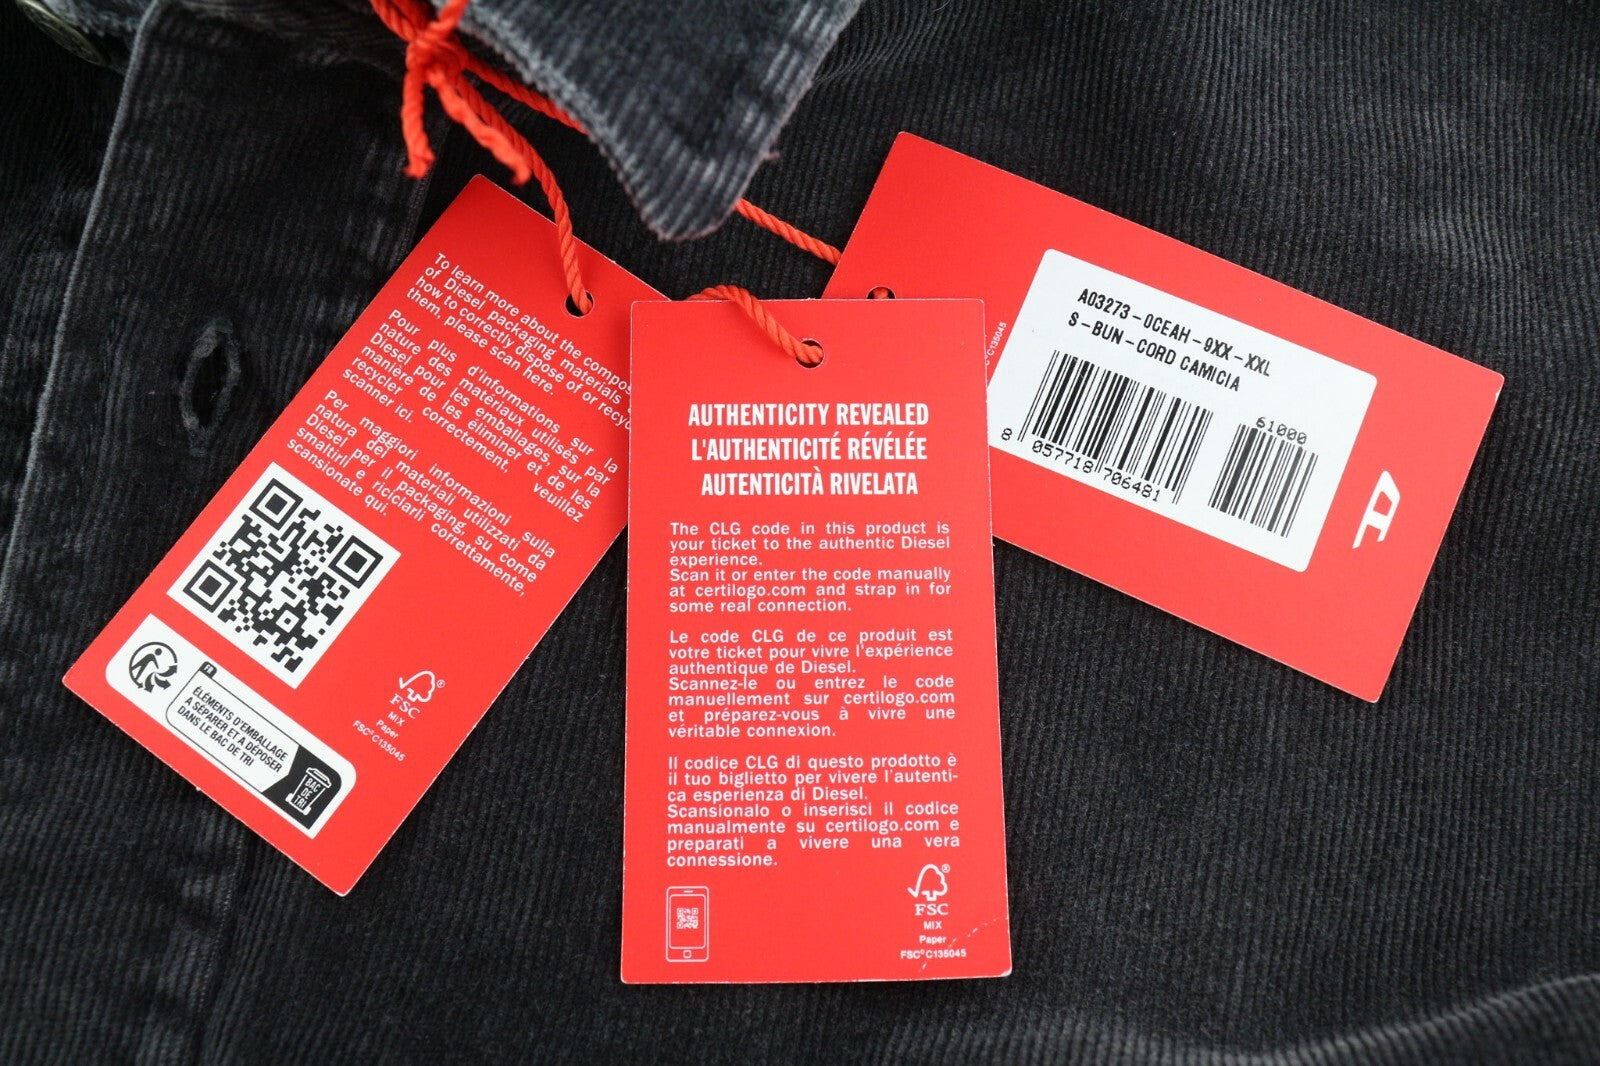 To learn more about the compos
of Diesel packaging materials
how to correctly dispose of or recyc
them, please scan here.
Pour plus d'informations sur la
nature des matériaux utilisés par
Diesel pour les emballages, sur la
manière de les éliminer et de les
recycler correctement, veuillez
scanner ici.
Per maggiori informazioni sulla
natura dei materiali utilizzati da
Diesel per il packaging, su come
smaltirli e riciclarli correttamente,
scansionate qui.
FR
ÉLÉMENTS D'EMBALLAGE
A SÉPARER ET A DÉPOSER
DANS LE BAC DE TRI
BAC
DE
TRI
FSC®
MIX
Paper
FSC® C135045
AUTHENTICITY REVEALED
L'AUTHENTICITÉ RÉVÉLÉE
AUTENTICITÀ RIVELATA
The CLG code in this product is
your ticket to the authentic Diesel
experience.
Scan it or enter the code manually
at certilogo.com and strap in for
some real connection.
Le code CLG de ce produit est
votre ticket pour vivre l'expérience
authentique de Diesel.
Scannez-le ou entrez le code
manuellement sur certilogo.com
et préparez-vous à vivre une
véritable connexion.
Il codice CLG di questo prodotto è
il tuo biglietto per vivere l'autenti-
ca esperienza di Diesel.
Scansionalo o inserisci il codice
manualmente su certilogo.com e
preparati a vivere una vera
connessione.
FSC®
MIX
Paper
FSC® C135045
C135045
A03273-0CEAH-9XX-XXL
S-BUN-CORD CAMICIA
61000
8 057718 706481
D